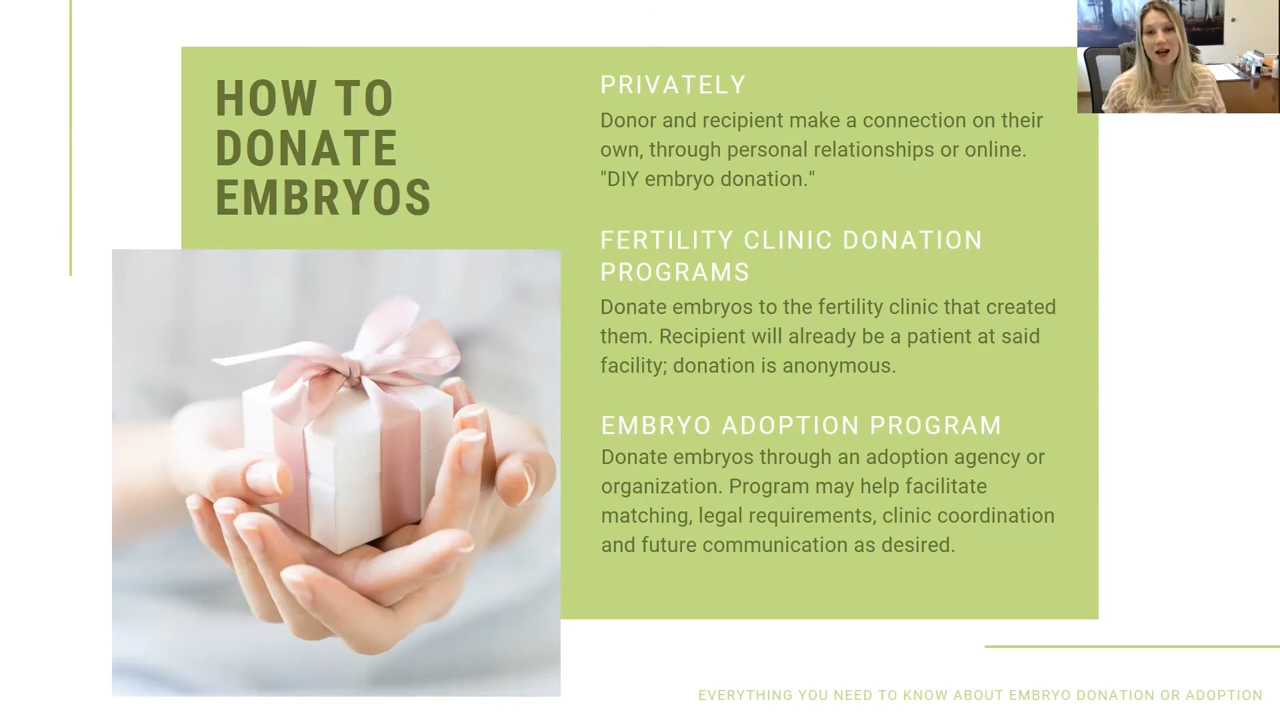 HOW TO
DONATE
EMBRYOS
PRIVATELY
Donor and recipient make a connection on their
own, through personal relationships or online.
"DIY embryo donation."
FERTILITY CLINIC DONATION
PROGRAMS
Donate embryos to the fertility clinic that created
them. Recipient will already be a patient at said
facility; donation is anonymous.
EMBRYO ADOPTION PROGRAM
Donate embryos through an adoption agency or
organization. Program may help facilitate
matching, legal requirements, clinic coordination
and future communication as desired.
EVERYTHING YOU NEED TO KNOW ABOUT EMBRYO DONATION OR ADOPTION